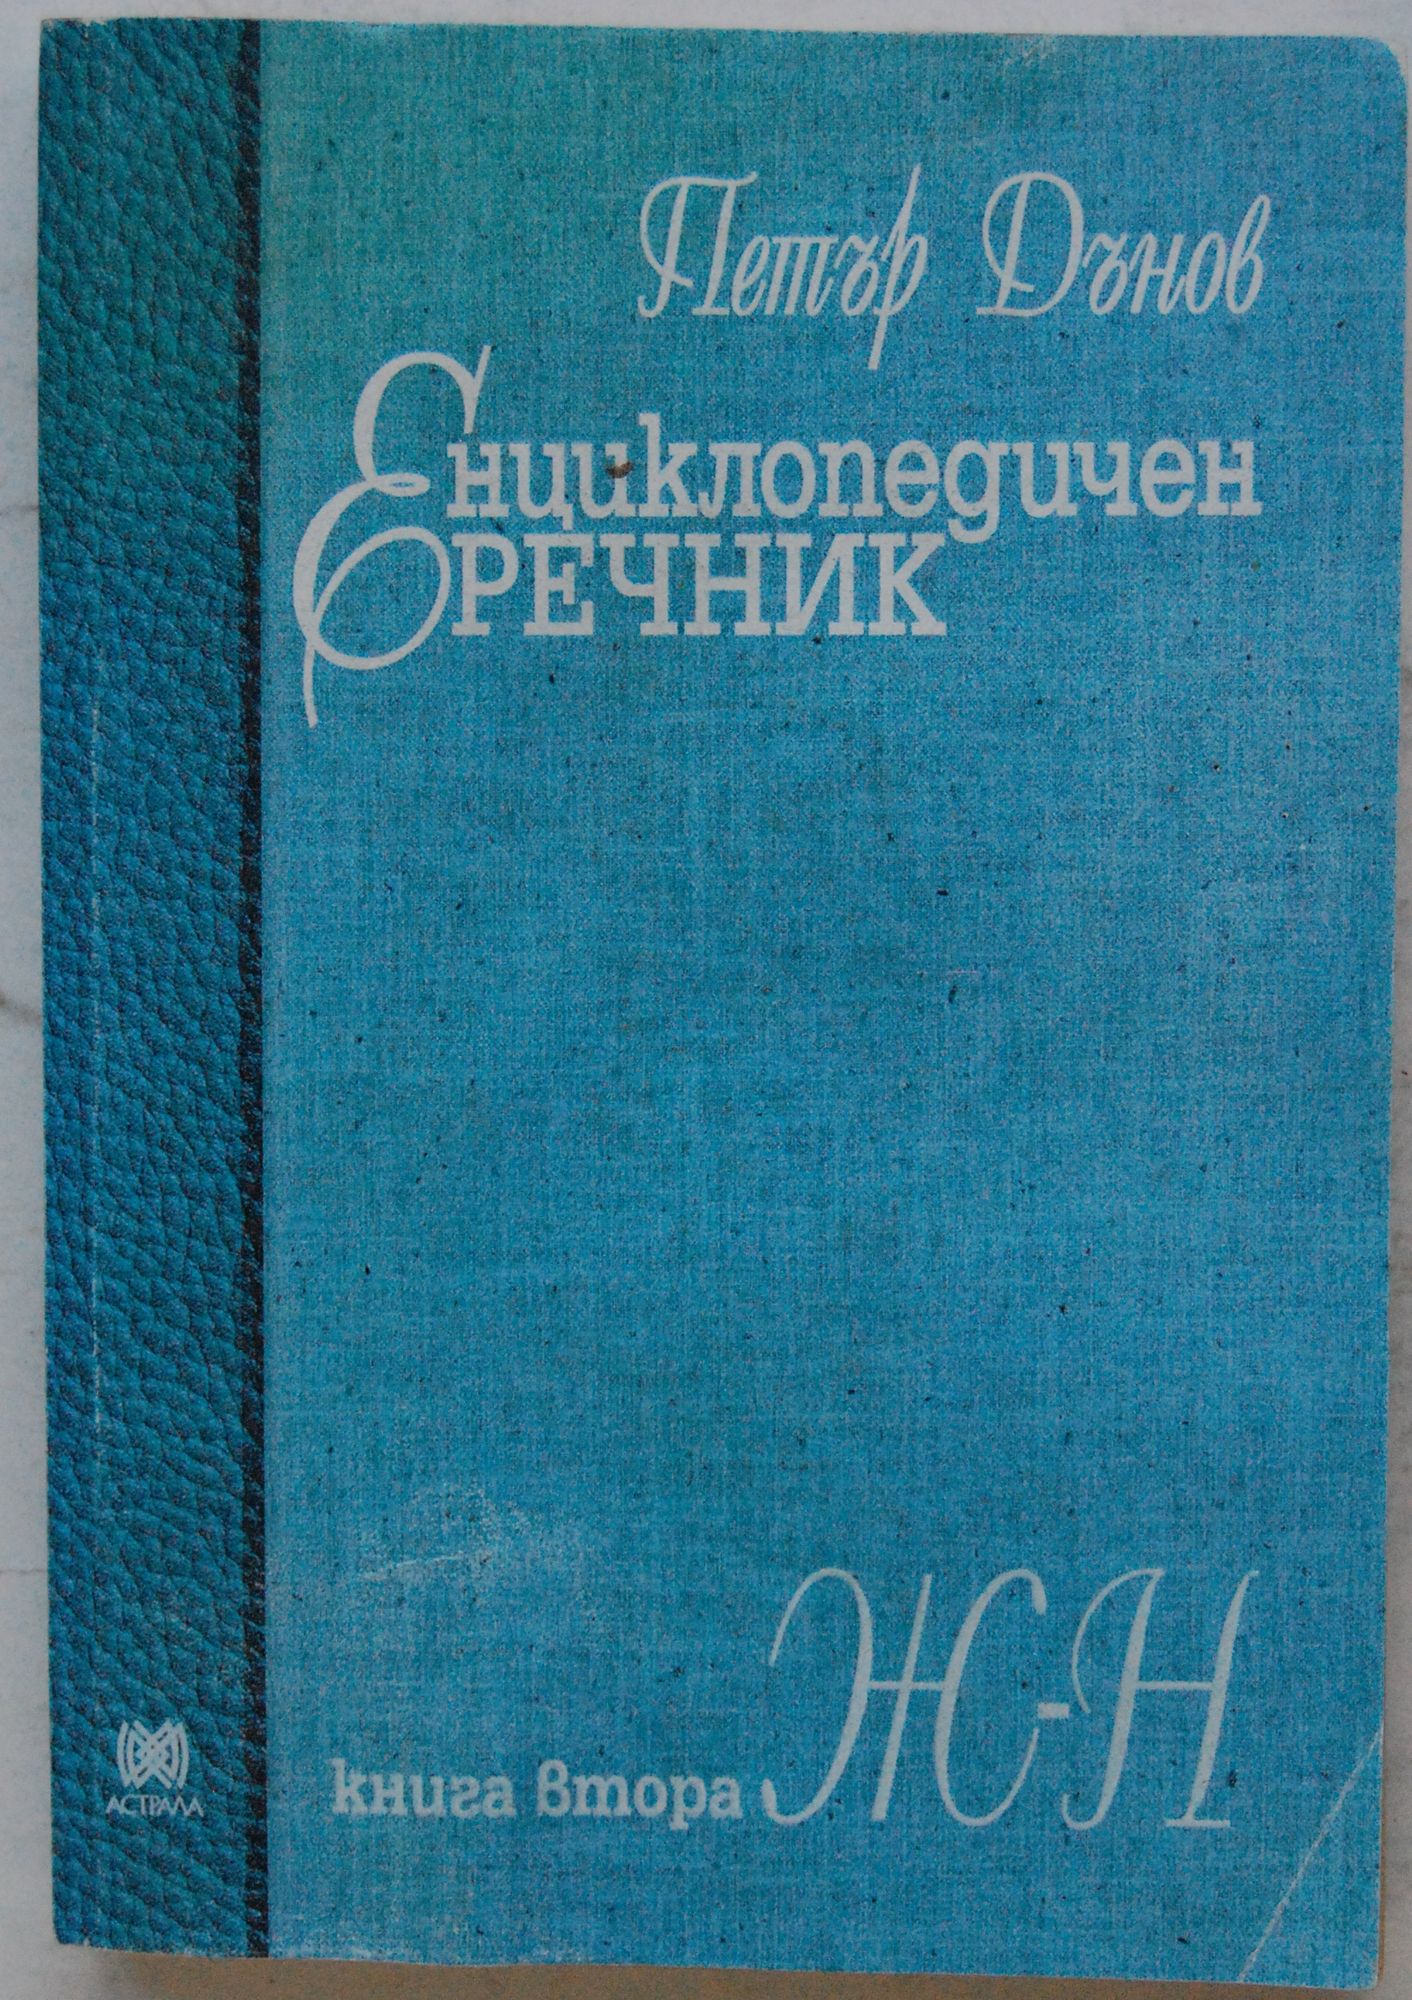 Петър Дънов
Енциклопедичен
РЕЧНИК
книга втора Ж-Н
АСТРАЛА